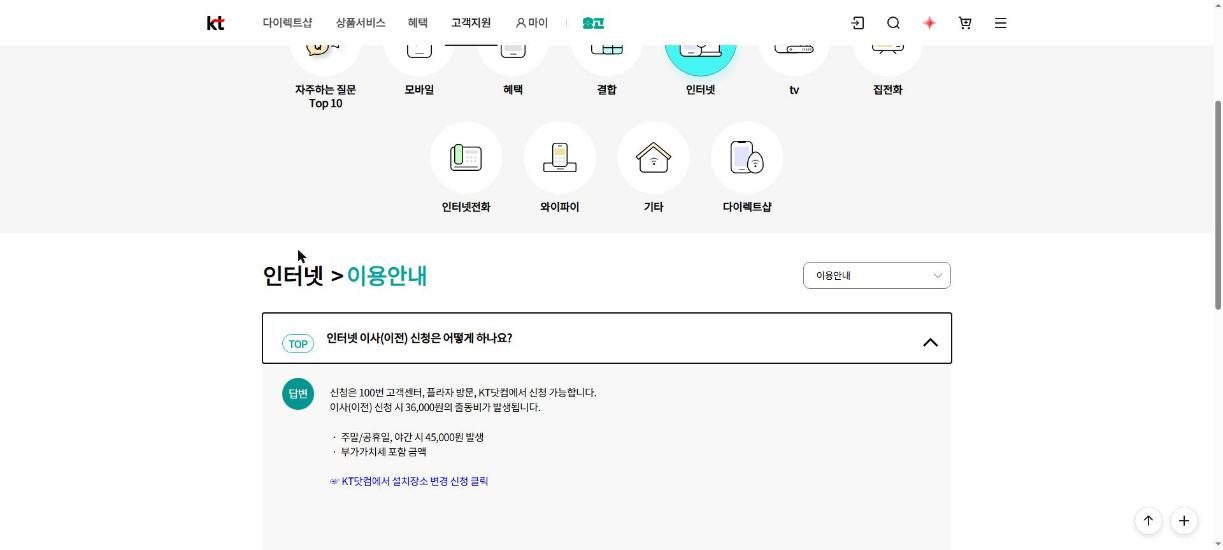 kt 다이렉트샵 상품서비스 혜택 고객지원 마이
자주하는 질문
Top 10
모바일
혜택
결합
인터넷
tv
집전화
인터넷전화
와이파이
기타
다이렉트샵
인터넷 > 이용안내
이용안내
TOP 인터넷 이사(이전) 신청은 어떻게 하나요?
답변
신청은 100번 고객센터, 플라자 방문, KT닷컴에서 신청 가능합니다.
이사(이전) 신청 시 36,000원의 출동비가 발생됩니다.
· 주말/공휴일, 야간 시 45,000원 발생
· 부가가치세 포함 금액
☞ KT닷컴에서 설치장소 변경 신청 클릭